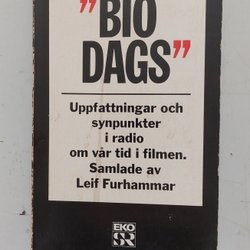 "BIO
DAGS"
Uppfattningar och
synpunkter
i radio
om vår tid i filmen.
Samlade av
Leif Furhammar
EKO
SR